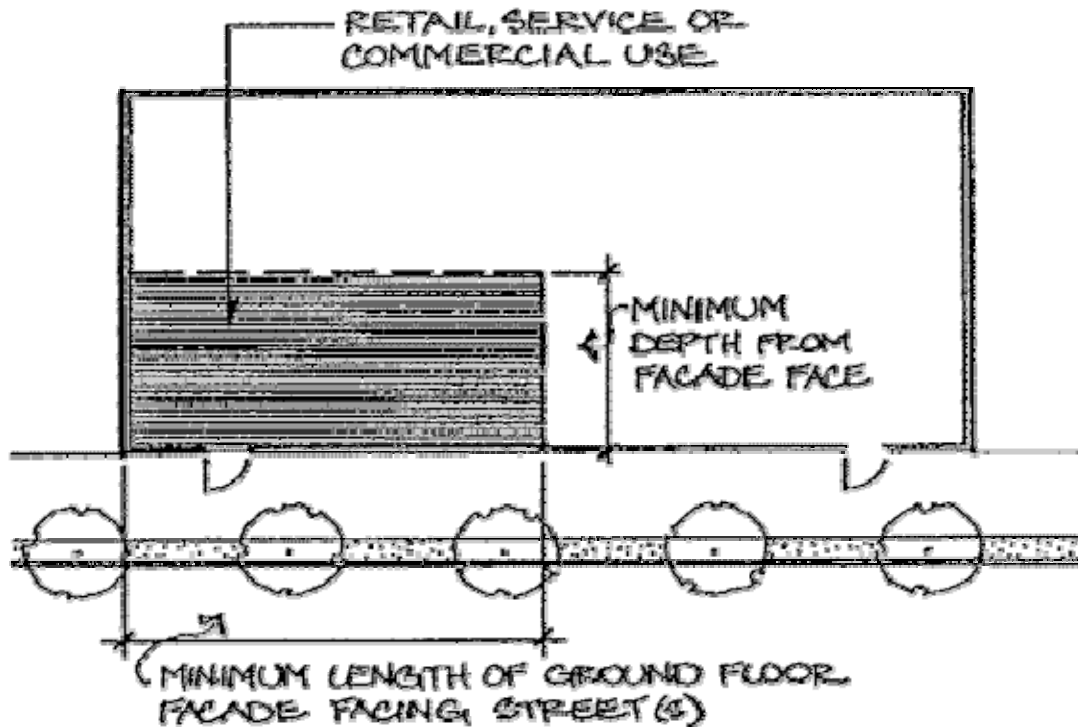 RETAIL, SERVICE OR
COMMERCIAL USE
MINIMUM
DEPTH FROM
FACADE FACE
MINIMUM LENGTH OF GROUND FLOOR
FACADE FACING STREET(S)